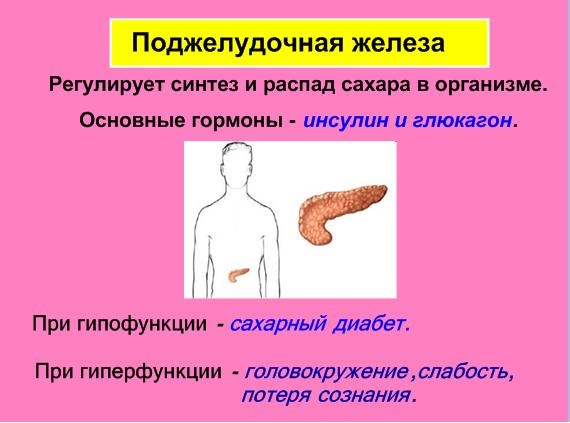 Поджелудочная железа
Регулирует синтез и распад сахара в организме.
Основные гормоны - инсулин и глюкагон.
При гипофункции - сахарный диабет.
При гиперфункции - головокружение,слабость,
потеря сознания.